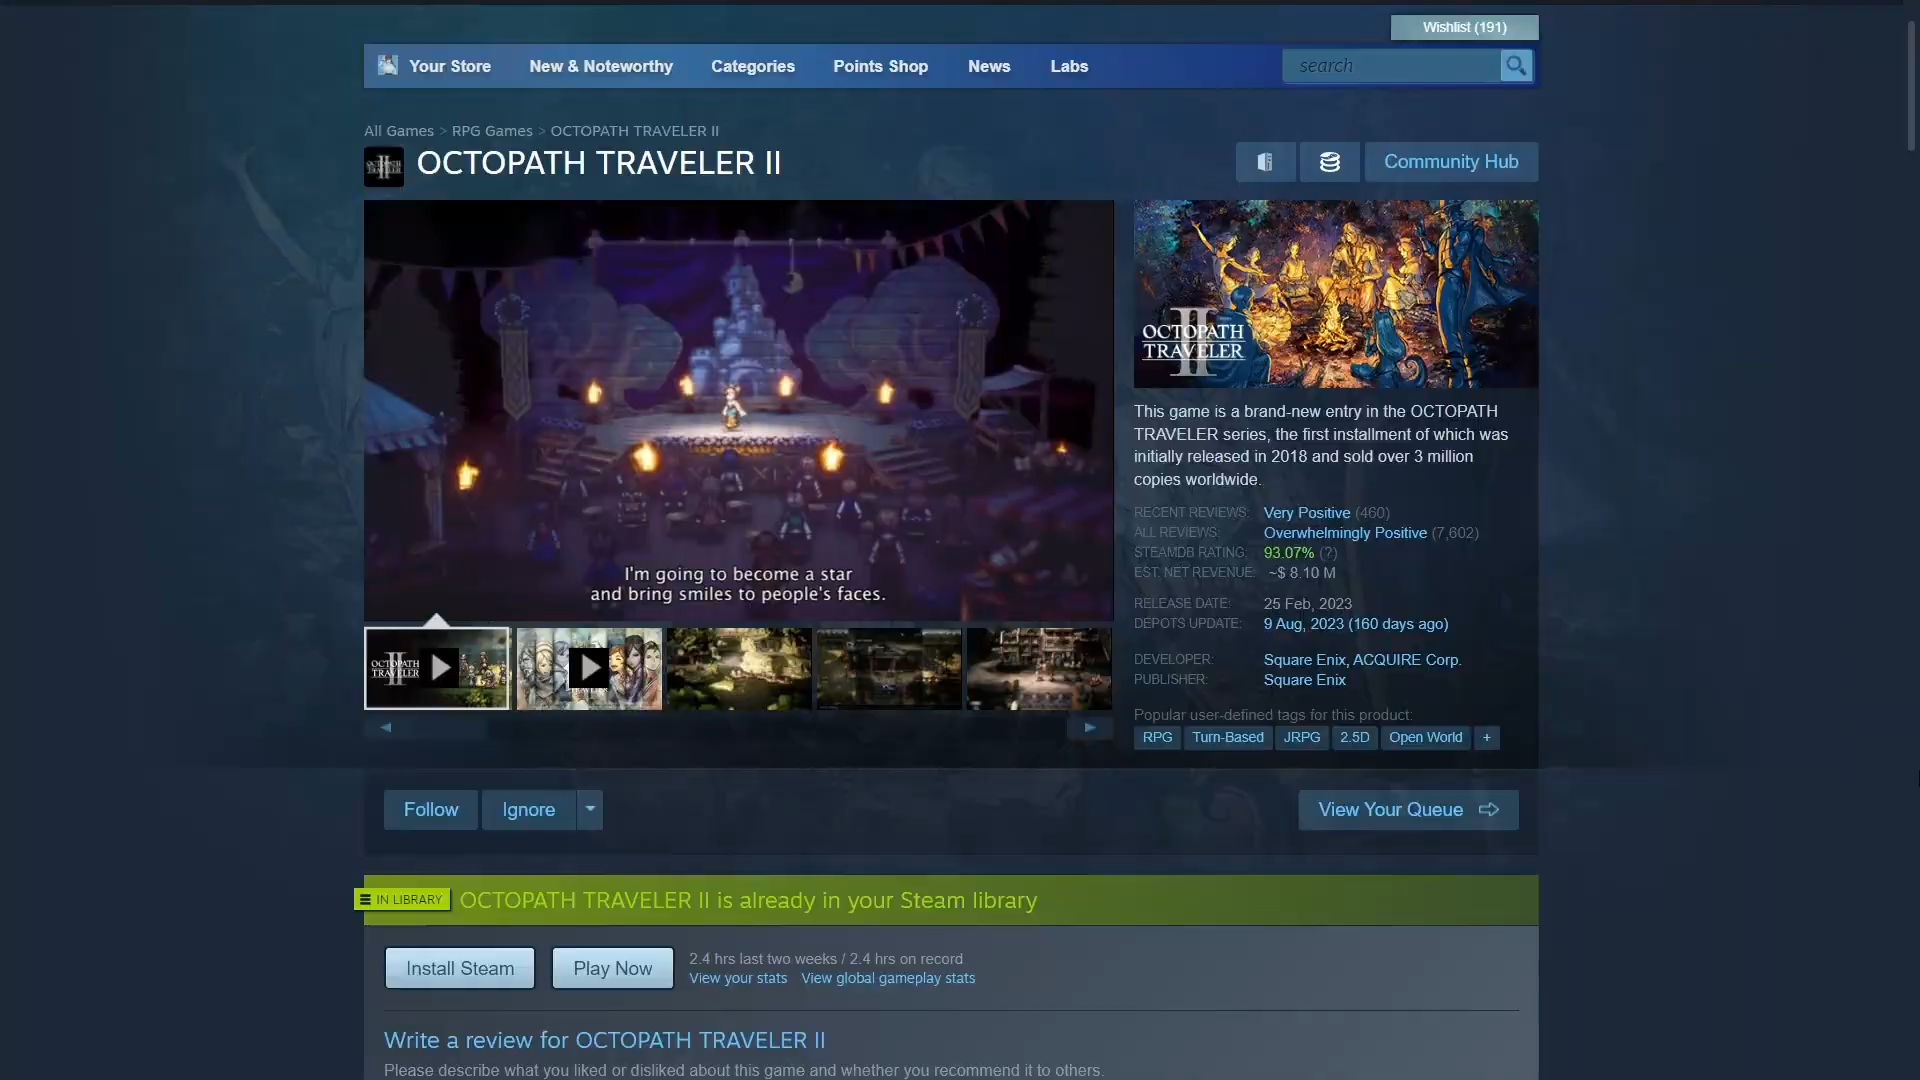 Wishlist (191)
Your Store
New & Noteworthy
Categories
Points Shop
News
Labs
search
All Games > RPG Games > OCTOPATH TRAVELER II
OCTOPATH TRAVELER II
Community Hub
I'm going to become a star
and bring smiles to people's faces.
OCTOPATH
TRAVELER
II
This game is a brand-new entry in the OCTOPATH
TRAVELER series, the first installment of which was
initially released in 2018 and sold over 3 million
copies worldwide.
RECENT REVIEWS: Very Positive (460)
ALL REVIEWS: Overwhelmingly Positive (7,602)
STEAMDB RATING: 93.07% (?)
EST. NET REVENUE: ~$ 8.10 M
RELEASE DATE: 25 Feb, 2023
DEPOTS UPDATE: 9 Aug, 2023 (160 days ago)
DEVELOPER: Square Enix, ACQUIRE Corp.
PUBLISHER: Square Enix
Popular user-defined tags for this product:
RPG
Turn-Based
JRPG
2.5D
Open World
+
OCTOPATH
TRAVELER
II
Follow
Ignore
View Your Queue
IN LIBRARY
OCTOPATH TRAVELER II is already in your Steam library
Install Steam
Play Now
2.4 hrs last two weeks / 2.4 hrs on record
View your stats View global gameplay stats
Write a review for OCTOPATH TRAVELER II
Please describe what you liked or disliked about this game and whether you recommend it to others.